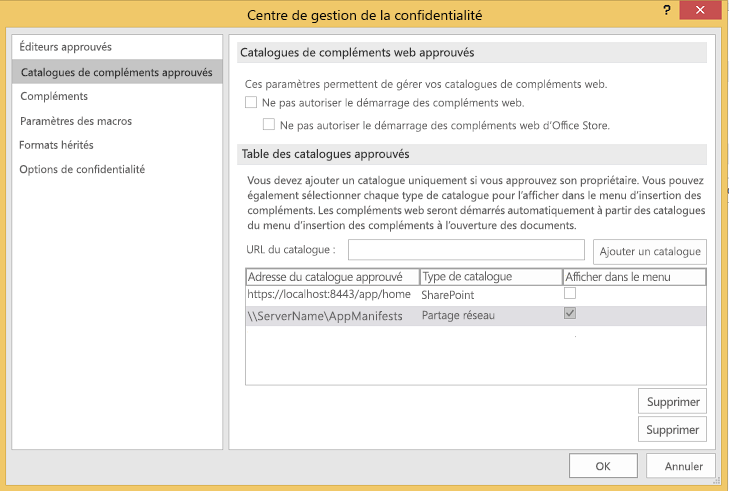 Centre de gestion de la confidentialité
?
Éditeurs approuvés
Catalogues de compléments approuvés
Compléments
Paramètres des macros
Formats hérités
Options de confidentialité
Catalogues de compléments web approuvés
Ces paramètres permettent de gérer vos catalogues de compléments web.
Ne pas autoriser le démarrage des compléments web.
Ne pas autoriser le démarrage des compléments web d'Office Store.
Table des catalogues approuvés
Vous devez ajouter un catalogue uniquement si vous approuvez son propriétaire. Vous pouvez
également sélectionner chaque type de catalogue pour l'afficher dans le menu d'insertion des
compléments. Les compléments web seront démarrés automatiquement à partir des catalogues
du menu d'insertion des compléments à l'ouverture des documents.
URL du catalogue :
Ajouter un catalogue
Adresse du catalogue approuvé Type de catalogue Afficher dans le menu
https://localhost:8443/app/home SharePoint
\\ServerName\AppManifests Partage réseau
Supprimer
Supprimer
OK Annuler